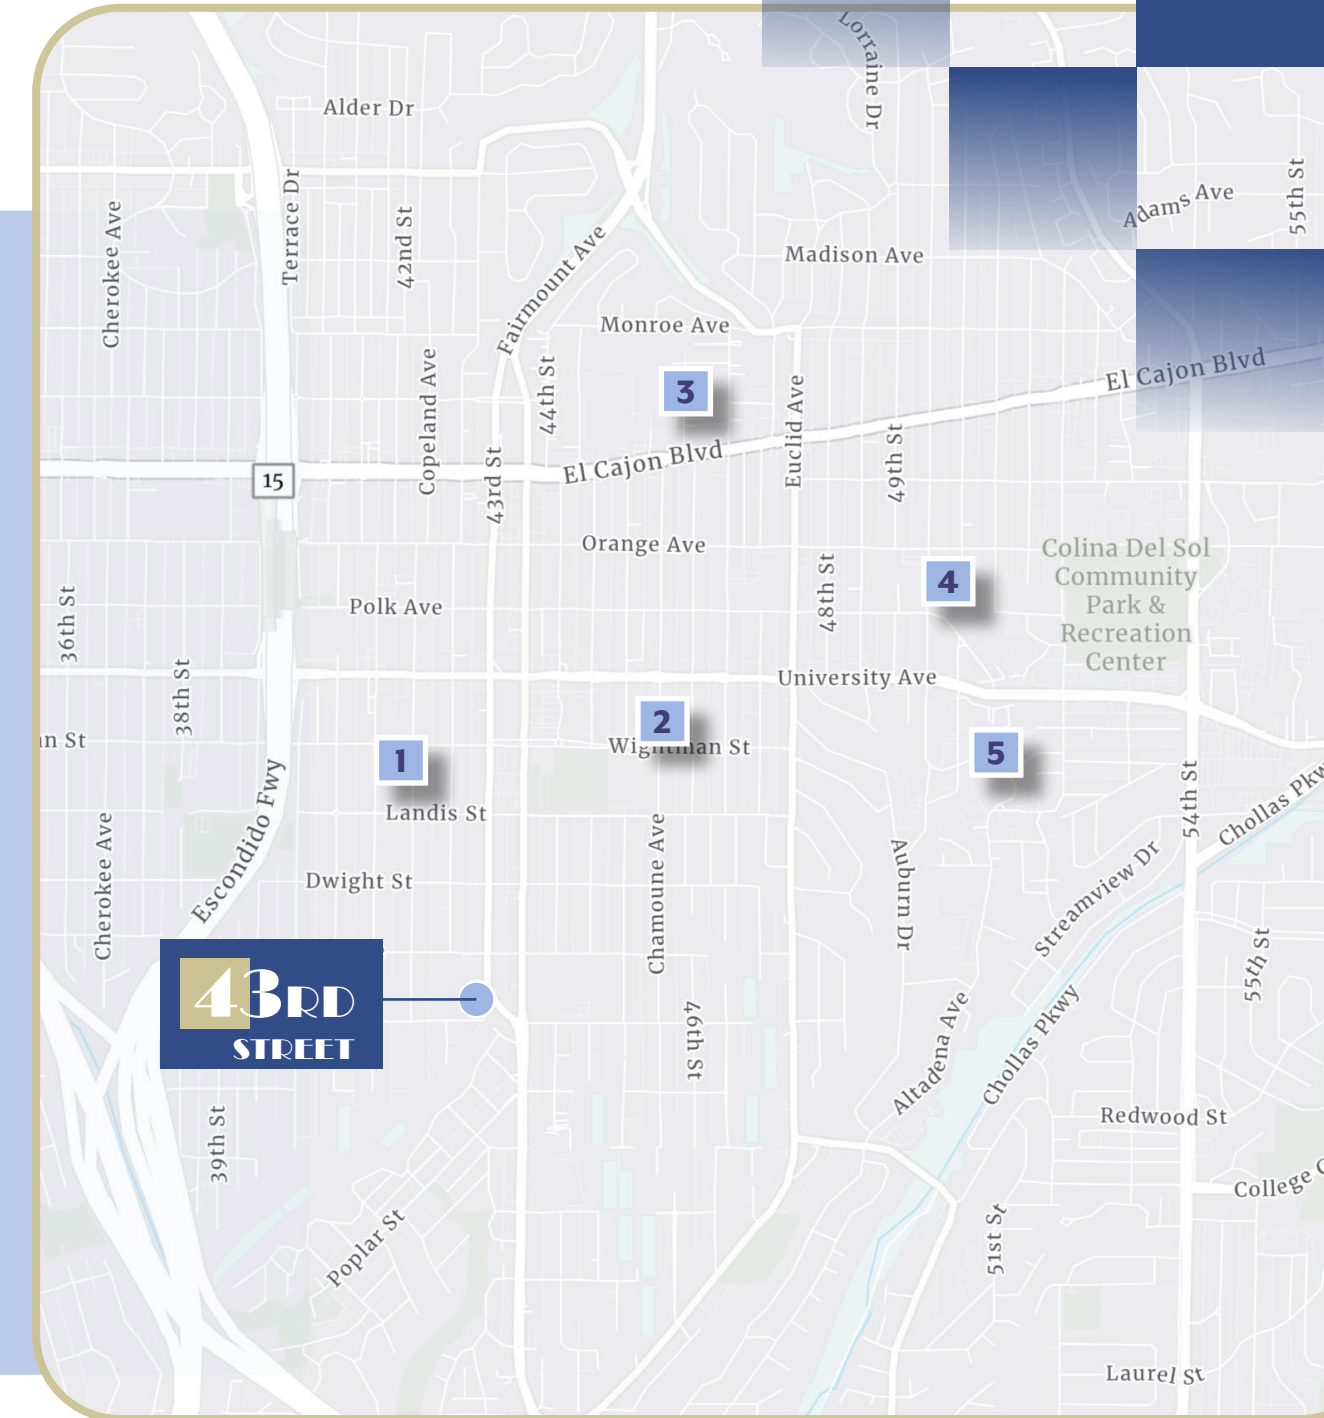 Lorraine Dr
Alder Dr
Adams Ave
55th St
Terrace Dr
Cherokee Ave
42nd St
Fairmount Ave
Madison Ave
Monroe Ave
Copeland Ave
44th St
3
Euclid Ave
El Cajon Blvd
43rd St
El Cajon Blvd
49th St
15
Orange Ave
Colina Del Sol
Community
Park &
Recreation
Center
4
48th St
36th St
Polk Ave
38th St
University Ave
2
Wightman St
1
5
n St
Landis St
54th St
Chollas Pkw
Escondido Fwy
Cherokee Ave
Dwight St
Chamoune Ave
Auburn Dr
Streamview Dr
55th St
43RD
STREET
46th St
Altadena Ave
Chollas Pkwy
39th St
Redwood St
College
Poplar St
51st St
Laurel St